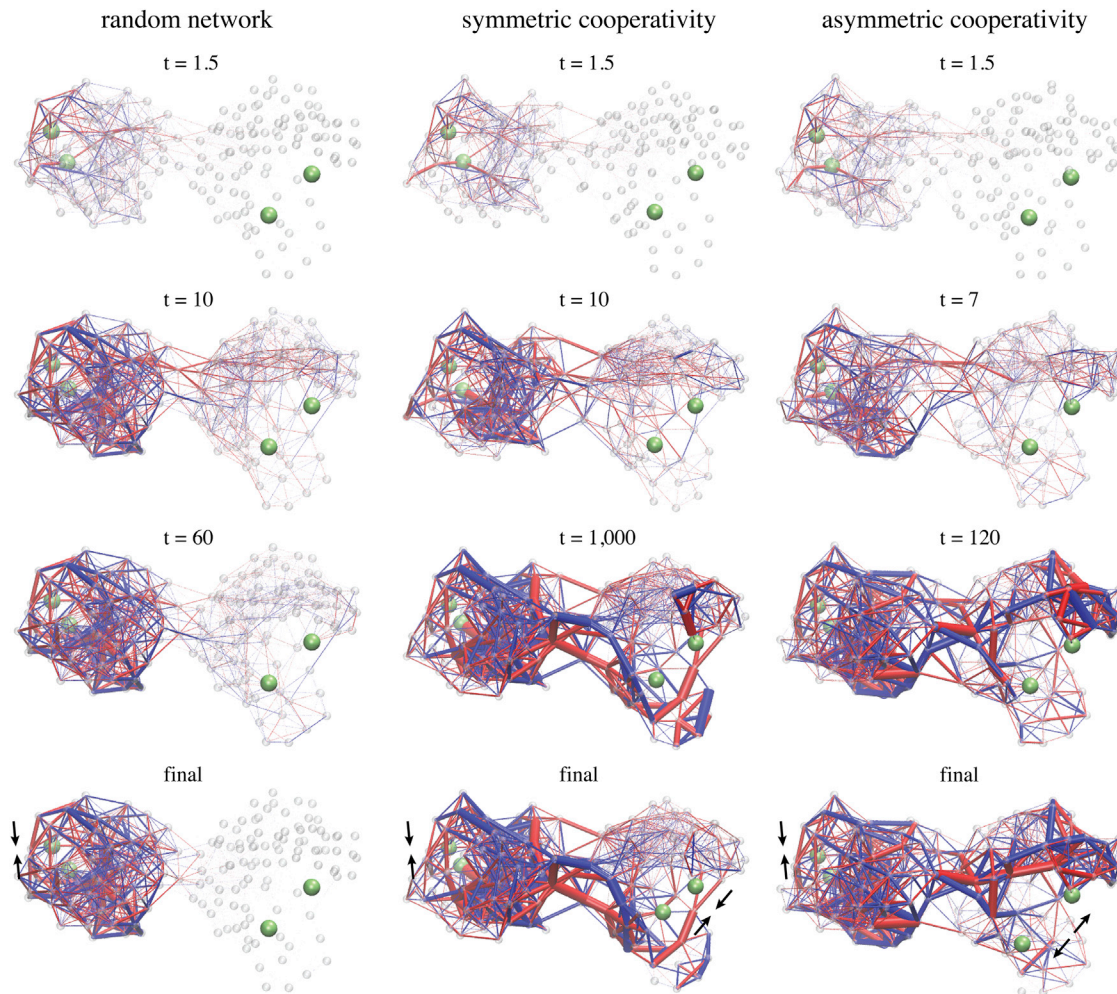 random network symmetric cooperativity asymmetric cooperativity
t = 1.5 t = 1.5 t = 1.5
t = 10 t = 10 t = 7
t = 60 t = 1,000 t = 120
final final final